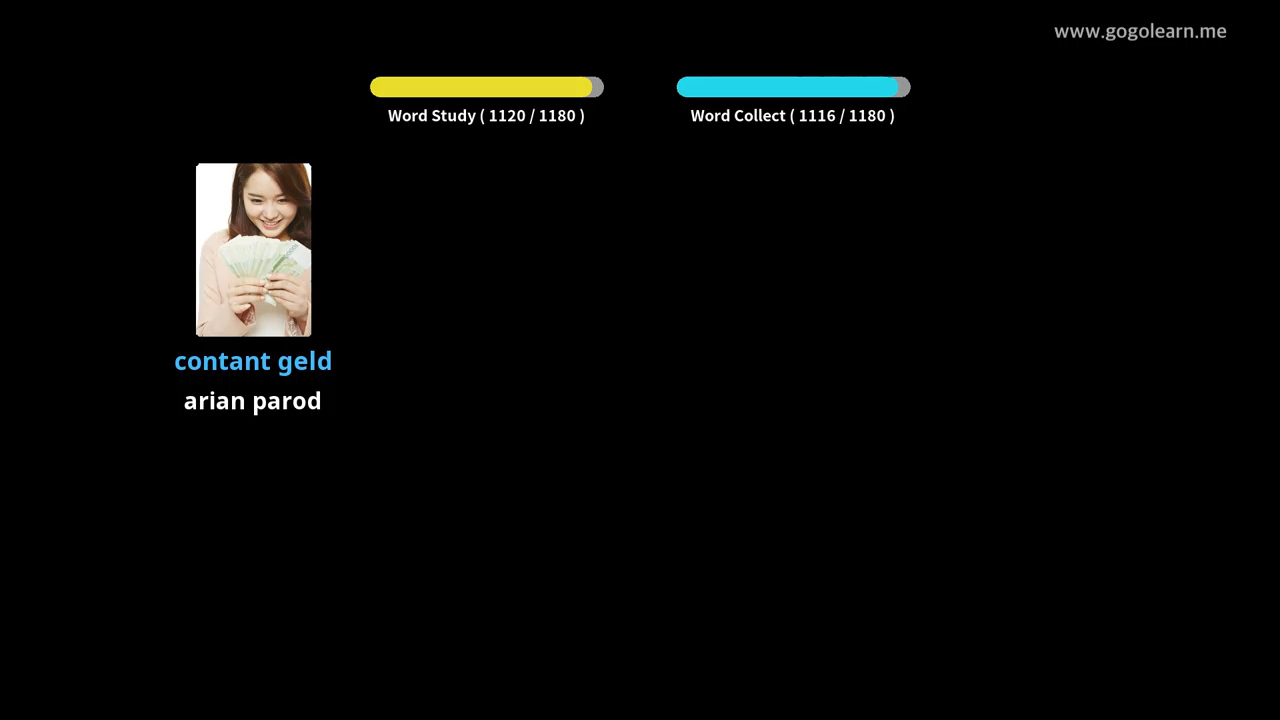 www.gogolearn.me
Word Study ( 1120 / 1180 )
Word Collect ( 1116 / 1180 )
contant geld
arian parod